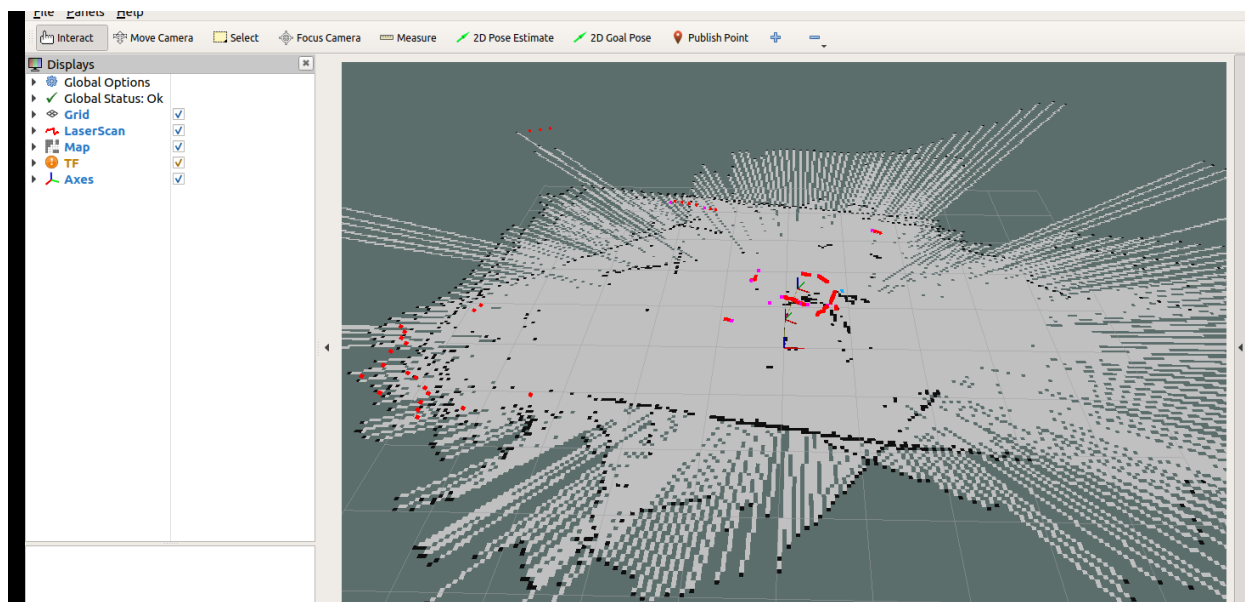 File Panels Help
Interact Move Camera Select Focus Camera Measure 2D Pose Estimate 2D Goal Pose Publish Point
Displays
Global Options
Global Status: Ok
Grid
LaserScan
Map
TF
Axes